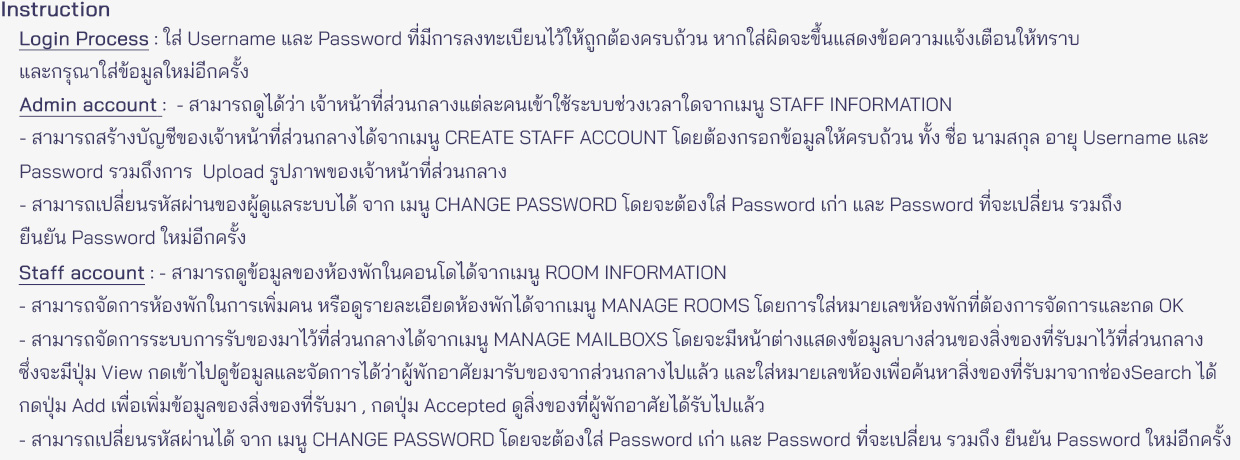 Instruction
Login Process : ใส่ Username และ Password ที่มีการลงทะเบียนไว้ให้ถูกต้องครบถ้วน หากใส่ผิดจะขึ้นแสดงข้อความแจ้งเตือนให้ทราบ
และกรุณาใส่ข้อมูลใหม่อีกครั้ง
Admin account : - สามารถดูได้ว่า เจ้าหน้าที่ส่วนกลางแต่ละคนเข้าใช้ระบบช่วงเวลาใดจากเมนู STAFF INFORMATION
- สามารถสร้างบัญชีของเจ้าหน้าที่ส่วนกลางได้จากเมนู CREATE STAFF ACCOUNT โดยต้องกรอกข้อมูลให้ครบถ้วน ทั้ง ชื่อ นามสกุล อายุ Username และ
Password รวมถึงการ Upload รูปภาพของเจ้าหน้าที่ส่วนกลาง
- สามารถเปลี่ยนรหัสผ่านของผู้ดูแลระบบได้ จาก เมนู CHANGE PASSWORD โดยจะต้องใส่ Password เก่า และ Password ที่จะเปลี่ยน รวมถึง
ยืนยัน Password ใหม่อีกครั้ง
Staff account : - สามารถดูข้อมูลของห้องพักในคอนโดได้จากเมนู ROOM INFORMATION
- สามารถจัดการห้องพักในการเพิ่มคน หรือดูรายละเอียดห้องพักได้จากเมนู MANAGE ROOMS โดยการใส่หมายเลขห้องพักที่ต้องการจัดการและกด OK
- สามารถจัดการระบบการรับของมาไว้ที่ส่วนกลางได้จากเมนู MANAGE MAILBOXS โดยจะมีหน้าต่างแสดงข้อมูลบางส่วนของสิ่งของที่รับมาไว้ที่ส่วนกลาง
ซึ่งจะมีปุ่ม View กดเข้าไปดูข้อมูลและจัดการได้ว่าผู้พักอาศัยมารับของจากส่วนกลางไปแล้ว และใส่หมายเลขห้องเพื่อค้นหาสิ่งของที่รับมาจากช่องSearch ได้
กดปุ่ม Add เพื่อเพิ่มข้อมูลของสิ่งของที่รับมา , กดปุ่ม Accepted ดูสิ่งของที่ผู้พักอาศัยได้รับไปแล้ว
- สามารถเปลี่ยนรหัสผ่านได้ จาก เมนู CHANGE PASSWORD โดยจะต้องใส่ Password เก่า และ Password ที่จะเปลี่ยน รวมถึง ยืนยัน Password ใหม่อีกครั้ง